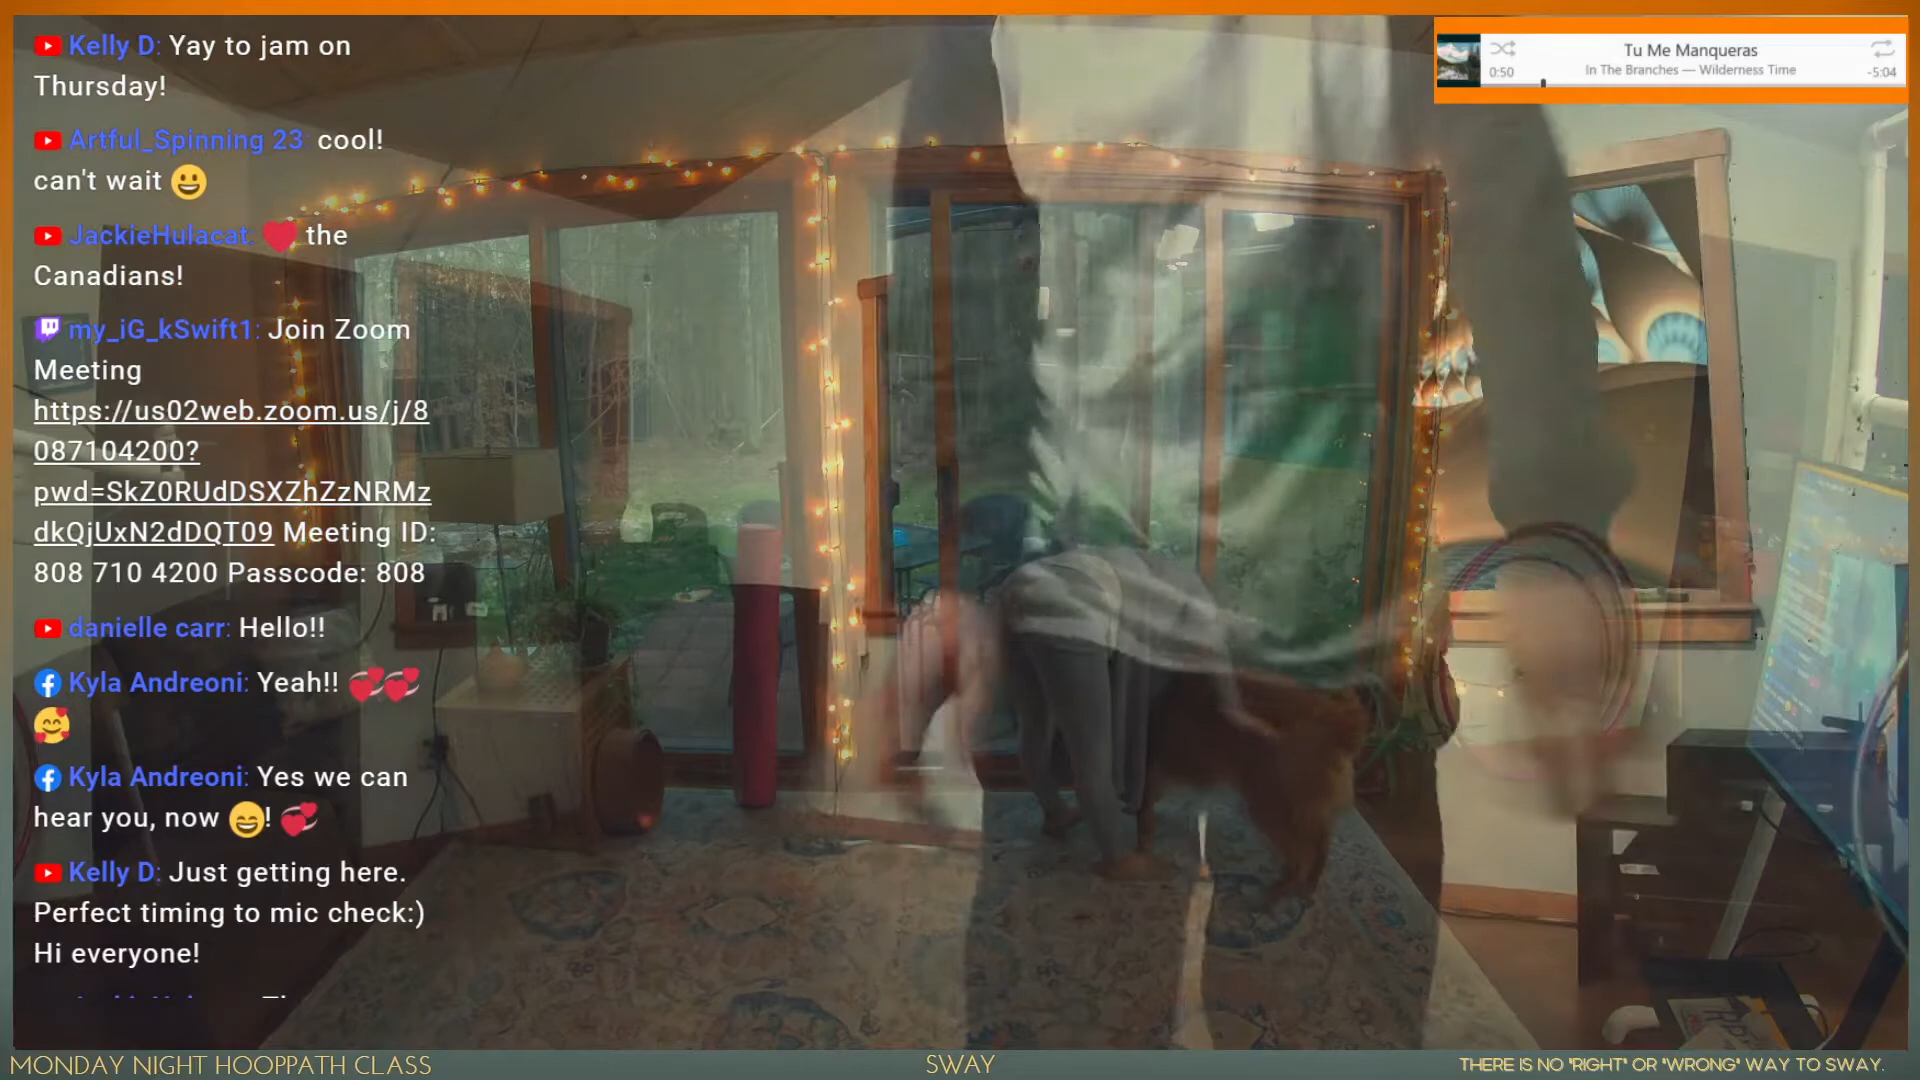 Kelly D: Yay to jam on
Thursday!
Artful_Spinning 23: cool!
can't wait 😃
JackieHulacat: ❤️ the
Canadians!
my_iG_kSwift1: Join Zoom
Meeting
https://us02web.zoom.us/j/8
087104200?
pwd=SkZ0RUdDSXZhZzNRMz
dkQjUxN2dDQT09 Meeting ID:
808 710 4200 Passcode: 808
danielle carr: Hello!!
Kyla Andreoni: Yeah!! 💞💞
🥰
Kyla Andreoni: Yes we can
hear you, now 😄! 💞
Kelly D: Just getting here.
Perfect timing to mic check:)
Hi everyone!
Tu Me Manqueras
In The Branches — Wilderness Time
0:50
-5:04
MONDAY NIGHT HOOPPATH CLASS
SWAY
THERE IS NO "RIGHT" OR "WRONG" WAY TO SWAY.